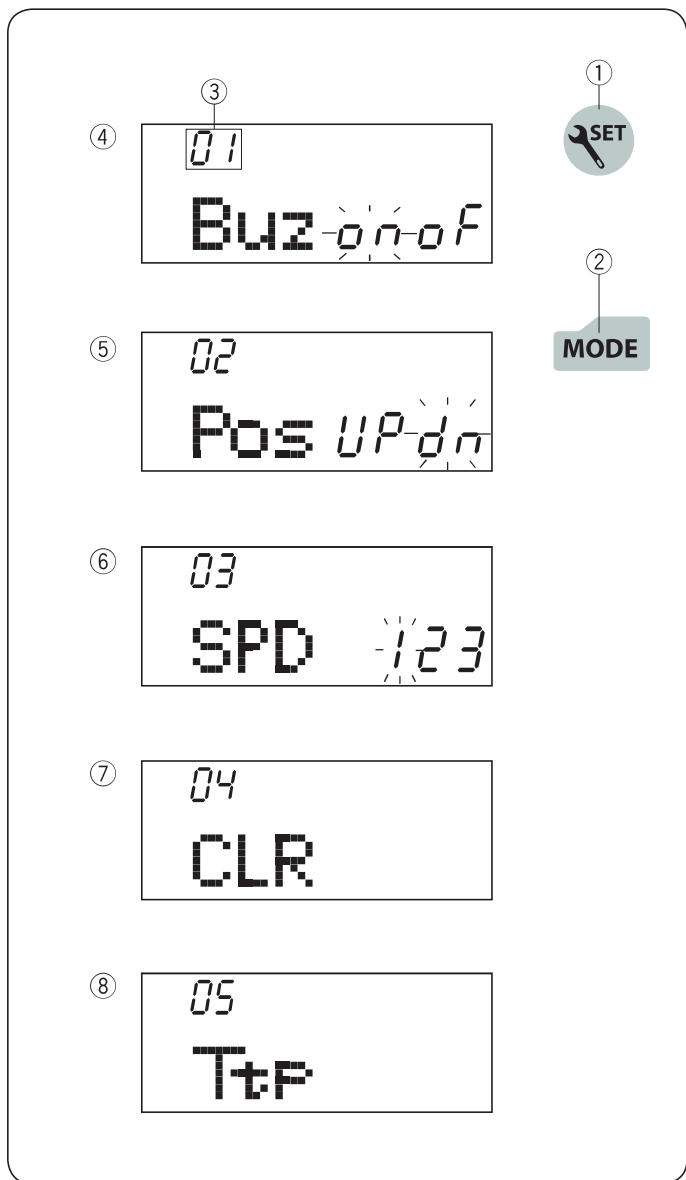 ①
③
SET
④
01
Buz on oF
②
MODE
⑤
02
Pos UP dn
⑥
03
SPD 123
⑦
04
CLR
⑧
05
Ttp